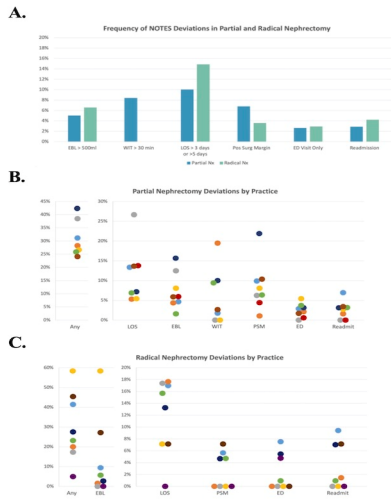 A.
Frequency of NOTES Deviations in Partial and Radical Nephrectomy
20%
18%
16%
14%
12%
10%
8%
6%
4%
2%
0%
EBL > 500ml
WIT > 30 min
LOS > 3 days
or >5 days
Pos Surg Margin
ED Visit Only
Readmission
Partial Nx
Radical Nx
B.
Partial Nephrectomy Deviations by Practice
45%
40%
35%
30%
25%
20%
15%
10%
5%
0%
Any
30%
25%
20%
15%
10%
5%
0%
LOS
EBL
WIT
PSM
ED
Readmit
C.
Radical Nephrectomy Deviations by Practice
60%
50%
40%
30%
20%
10%
0%
Any
EBL
20%
18%
16%
14%
12%
10%
8%
6%
4%
2%
0%
LOS
PSM
ED
Readmit